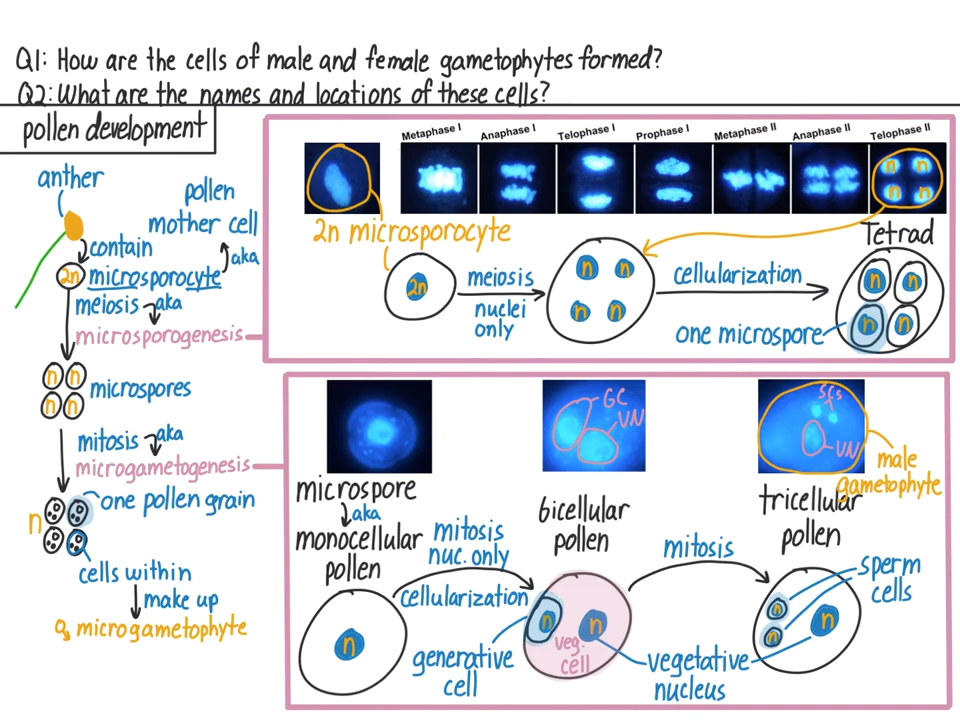 Q1: How are the cells of male and female gametophytes formed?
Q2: What are the names and locations of these cells?
pollen development
anther
pollen
mother cell
contain
aka
2n microsporocyte
meiosis aka
microsporogenesis
n n
n n
microspores
mitosis aka
microgametogenesis
one pollen grain
n
cells within
make up
a microgametophyte
Metaphase I
Anaphase I
Telophase I
Prophase I
Metaphase II
Anaphase II
Telophase II
n n
n n
2n microsporocyte
Tetrad
2n
meiosis
nuclei
only
n n
n n
cellularization
one microspore
n n
n n
GC
VN
SCs
VN
male
gametophyte
microspore
aka
monocellular
pollen
n
mitosis
nuc. only
cellularization
bicellular
pollen
n n
veg.
cell
generative
cell
mitosis
vegetative
nucleus
tricellular
pollen
n
n
n
sperm
cells